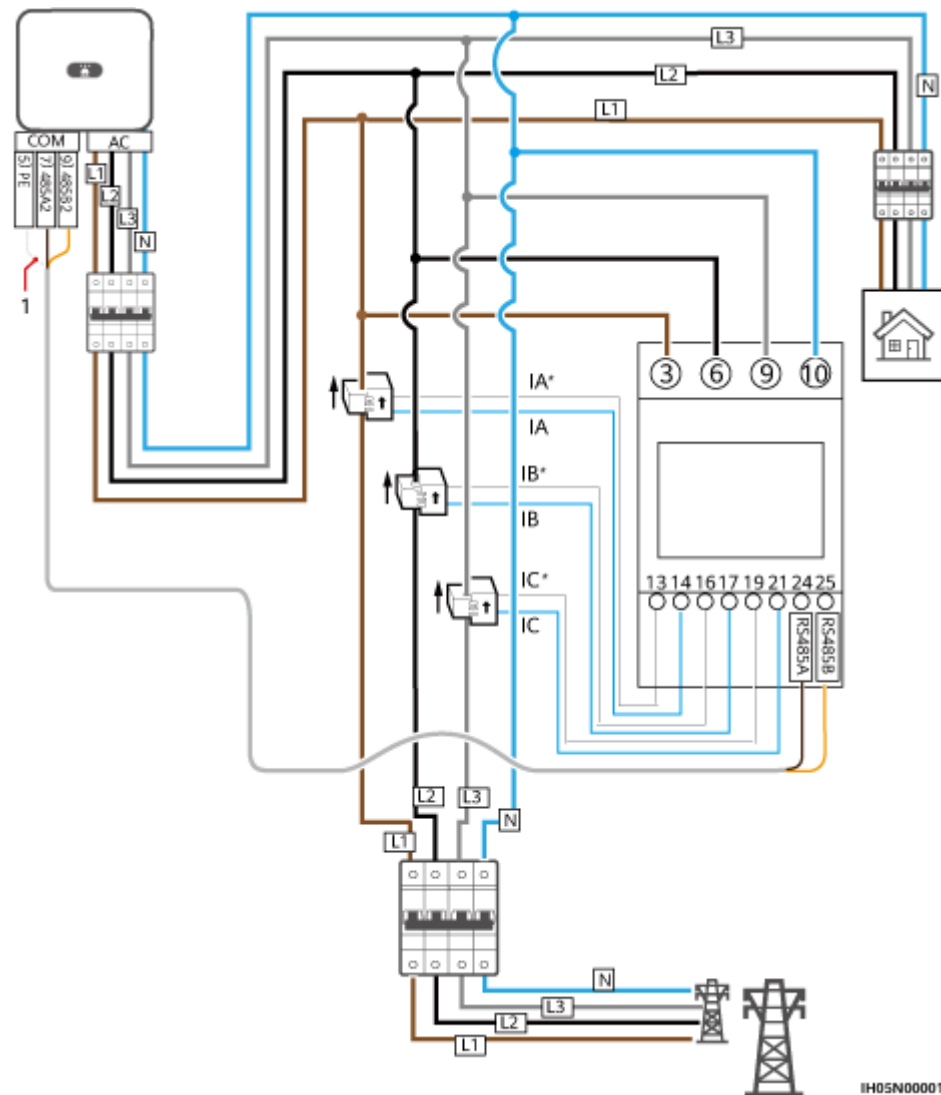 L3
L2
N
L1
COM
AC
5) PE
7) 485A2
9) 485B2
L1
L2
L3
N
1
3
6
9
10
IA*
IA
IB*
IB
IC*
IC
13 14 16 17 19 21 24 25
RS485A
RS485B
L2
L3
N
L1
N
L3
L2
L1
IH05N00001